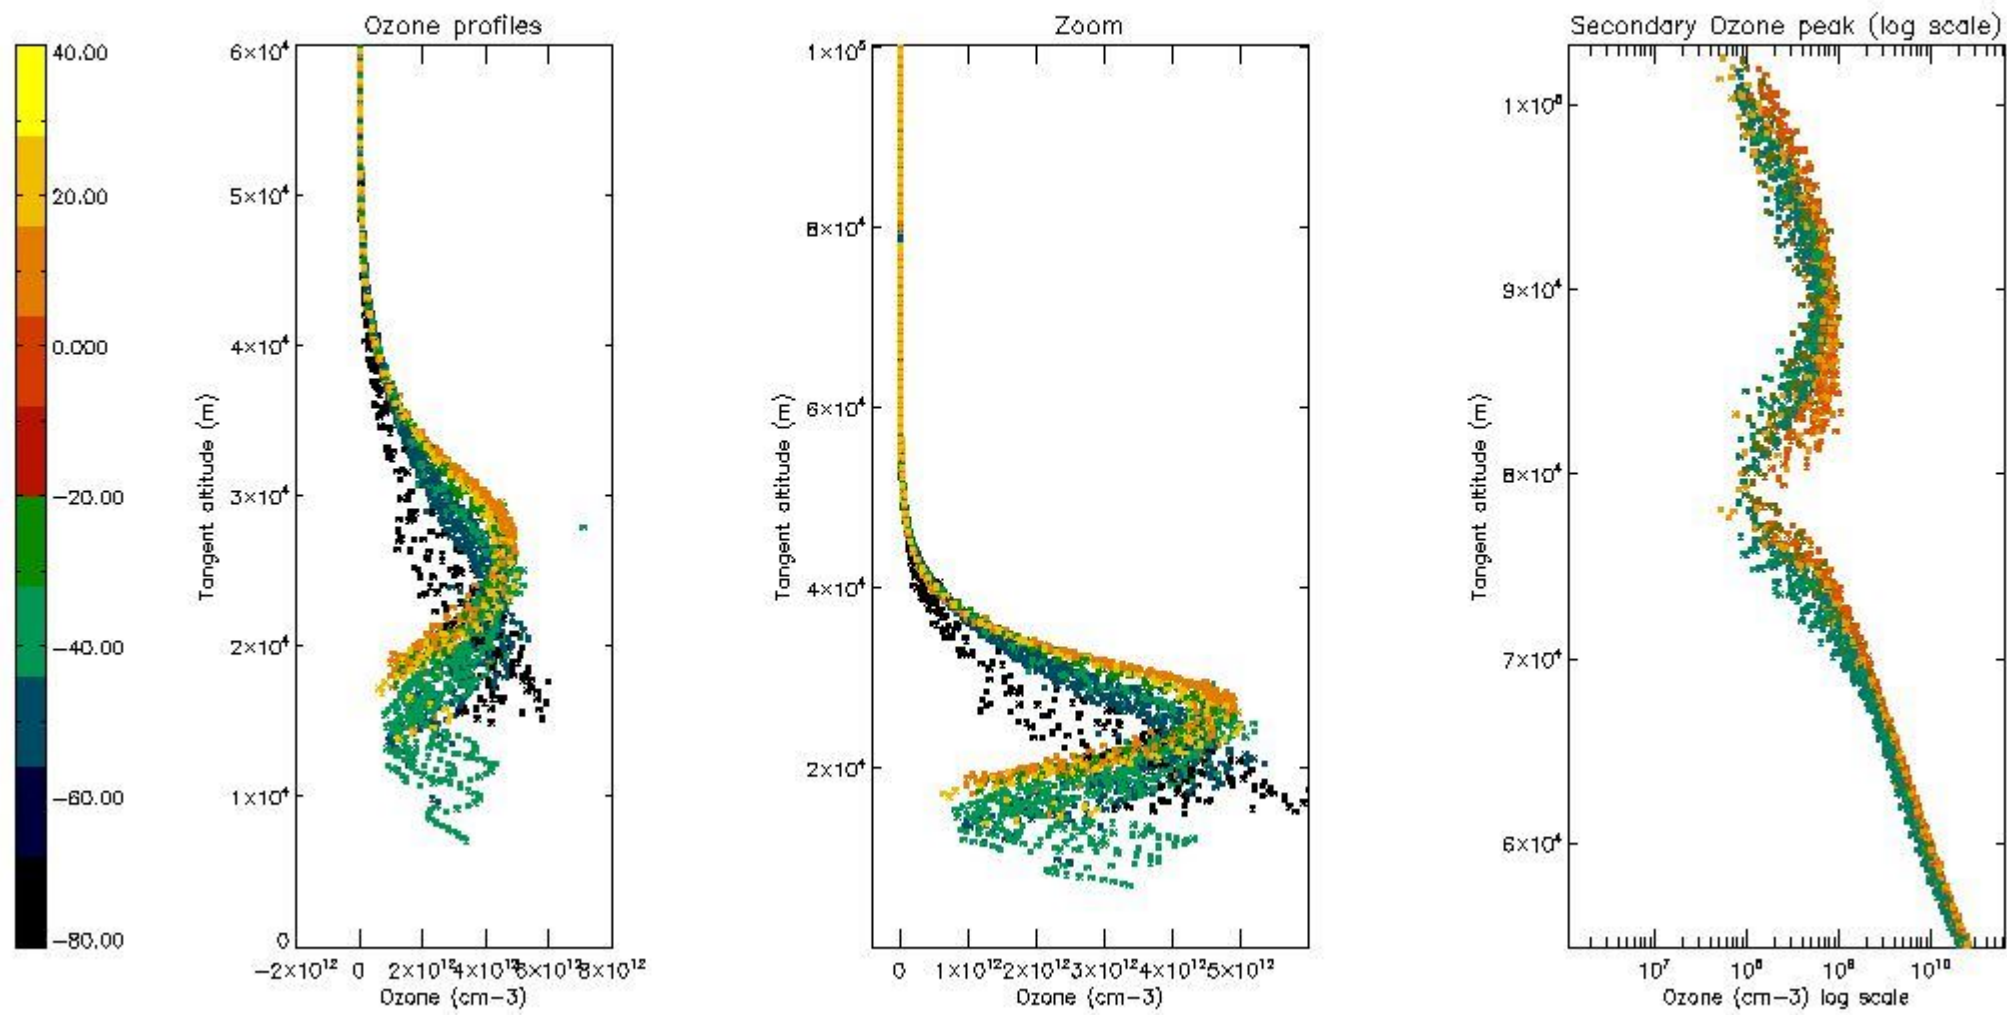 Ozone profiles
Zoom
Secondary Ozone peak (log scale)
40.00
20.00
0.000
−20.00
−40.00
−60.00
−80.00
6×10⁴
5×10⁴
4×10⁴
3×10⁴
2×10⁴
1×10⁴
0
Tangent altitude (m)
−2×10¹² 0 2×10¹² 4×10¹² 6×10¹² 8×10¹²
Ozone (cm−3)
1×10⁵
8×10⁴
6×10⁴
4×10⁴
2×10⁴
Tangent altitude (m)
0 1×10¹² 2×10¹² 3×10¹² 4×10¹² 5×10¹²
Ozone (cm−3)
1×10⁵
9×10⁴
8×10⁴
7×10⁴
6×10⁴
Tangent altitude (m)
10⁷ 10⁸ 10⁹ 10¹⁰
Ozone (cm−3) log scale